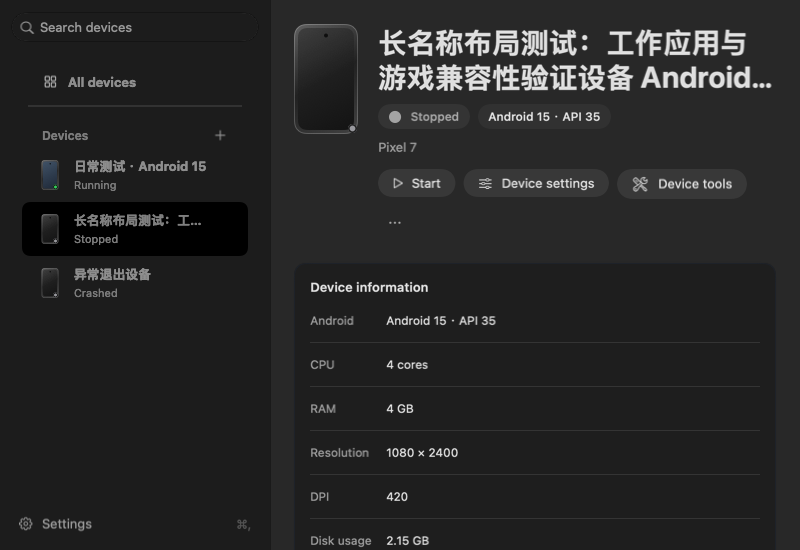 Search devices
All devices
Devices
日常测试 · Android 15
Running
长名称布局测试：工...
Stopped
异常退出设备
Crashed
Settings
⌘,
长名称布局测试：工作应用与
游戏兼容性验证设备 Android...
Stopped
Android 15 · API 35
Pixel 7
Start
Device settings
Device tools
...
Device information
Android Android 15 · API 35
CPU 4 cores
RAM 4 GB
Resolution 1080 × 2400
DPI 420
Disk usage 2.15 GB